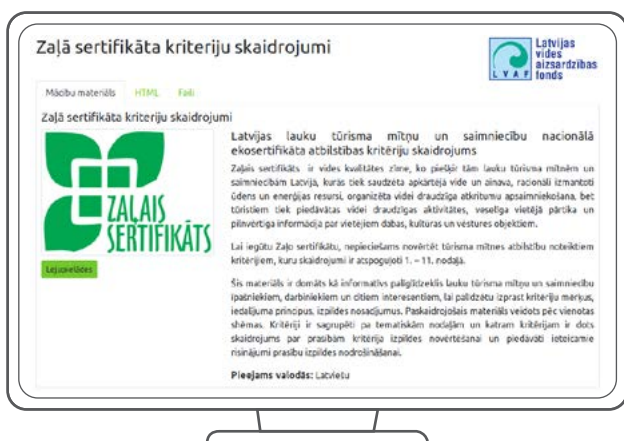 Zaļā sertifikāta kriteriju skaidrojumi
Latvijas
vides
aizsardzības
fonds
LVAF
Mācibu materiāls HTML Faili
Zaļā sertifikāta kriteriju skaidrojumi
ZAĻAIS
SERTIFIKĀTS
Lejuovelādes
Latvijas lauku tūrisma mītņu un saimniecību nacionālā
ekosertifikāta atbilstības kritēriju skaidrojums
Zaļais sertifikāts ir vides kvalitātes zīme, ko piešķir tām lauku tūrisma mītnēm un
saimniecībām Latvijā, kurās tiek saudzēta apkārtējā vide un ainava, racionāli izmantoti
ūdens un enerģijas resursi, organizēta videi draudzīga atkritumu apsaimniekošana, bet
tūristiem tiek piedāvātas videi draudzīgas aktivitātes, veselīga vietējā pārtika un
pilnvērtīga informācija par vietējiem dabas, kultūras un vēstures objektiem.
Lai iegūtu Zaļo sertifikātu, nepieciešams novērtēt tūrisma mītnes atbilstību noteiktiem
kritērijiem, kuru skaidrojumi ir atspoguļoti 1. – 11. nodaļā.
Šis materiāls ir domāts kā informatīvs palīglīdzeklis lauku tūrisma mītņu un saimniecību
īpašniekiem, darbiniekiem un citiem interesentiem, lai palīdzētu izprast kritēriju mērķus,
iedalījuma principus, izpildes nosacījumus. Paskaidrojošais materiāls veidots pēc vienotas
shēmas. Kritēriji ir sagrupēti pa tematiskām nodaļām un katram kritērijam ir dots
skaidrojums par prasībām kritērija izpildes novērtēšanai un piedāvāti ieteicamie
risinājumi prasību izpildes nodrošināšanai.
Pieejams valodās: Latviešu